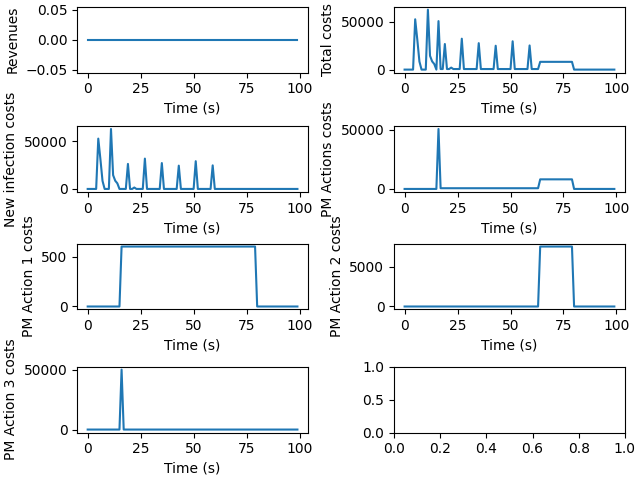 Revenues
0.05
0.00
−0.05
0 25 50 75 100
Time (s)
Total costs
50000
0
0 25 50 75 100
Time (s)
New infection costs
50000
0
0 25 50 75 100
Time (s)
PM Actions costs
50000
0
0 25 50 75 100
Time (s)
PM Action 1 costs
500
0
0 25 50 75 100
Time (s)
PM Action 2 costs
5000
0
0 25 50 75 100
Time (s)
PM Action 3 costs
50000
0
0 25 50 75 100
Time (s)
1.0
0.5
0.0
0.0 0.2 0.4 0.6 0.8 1.0